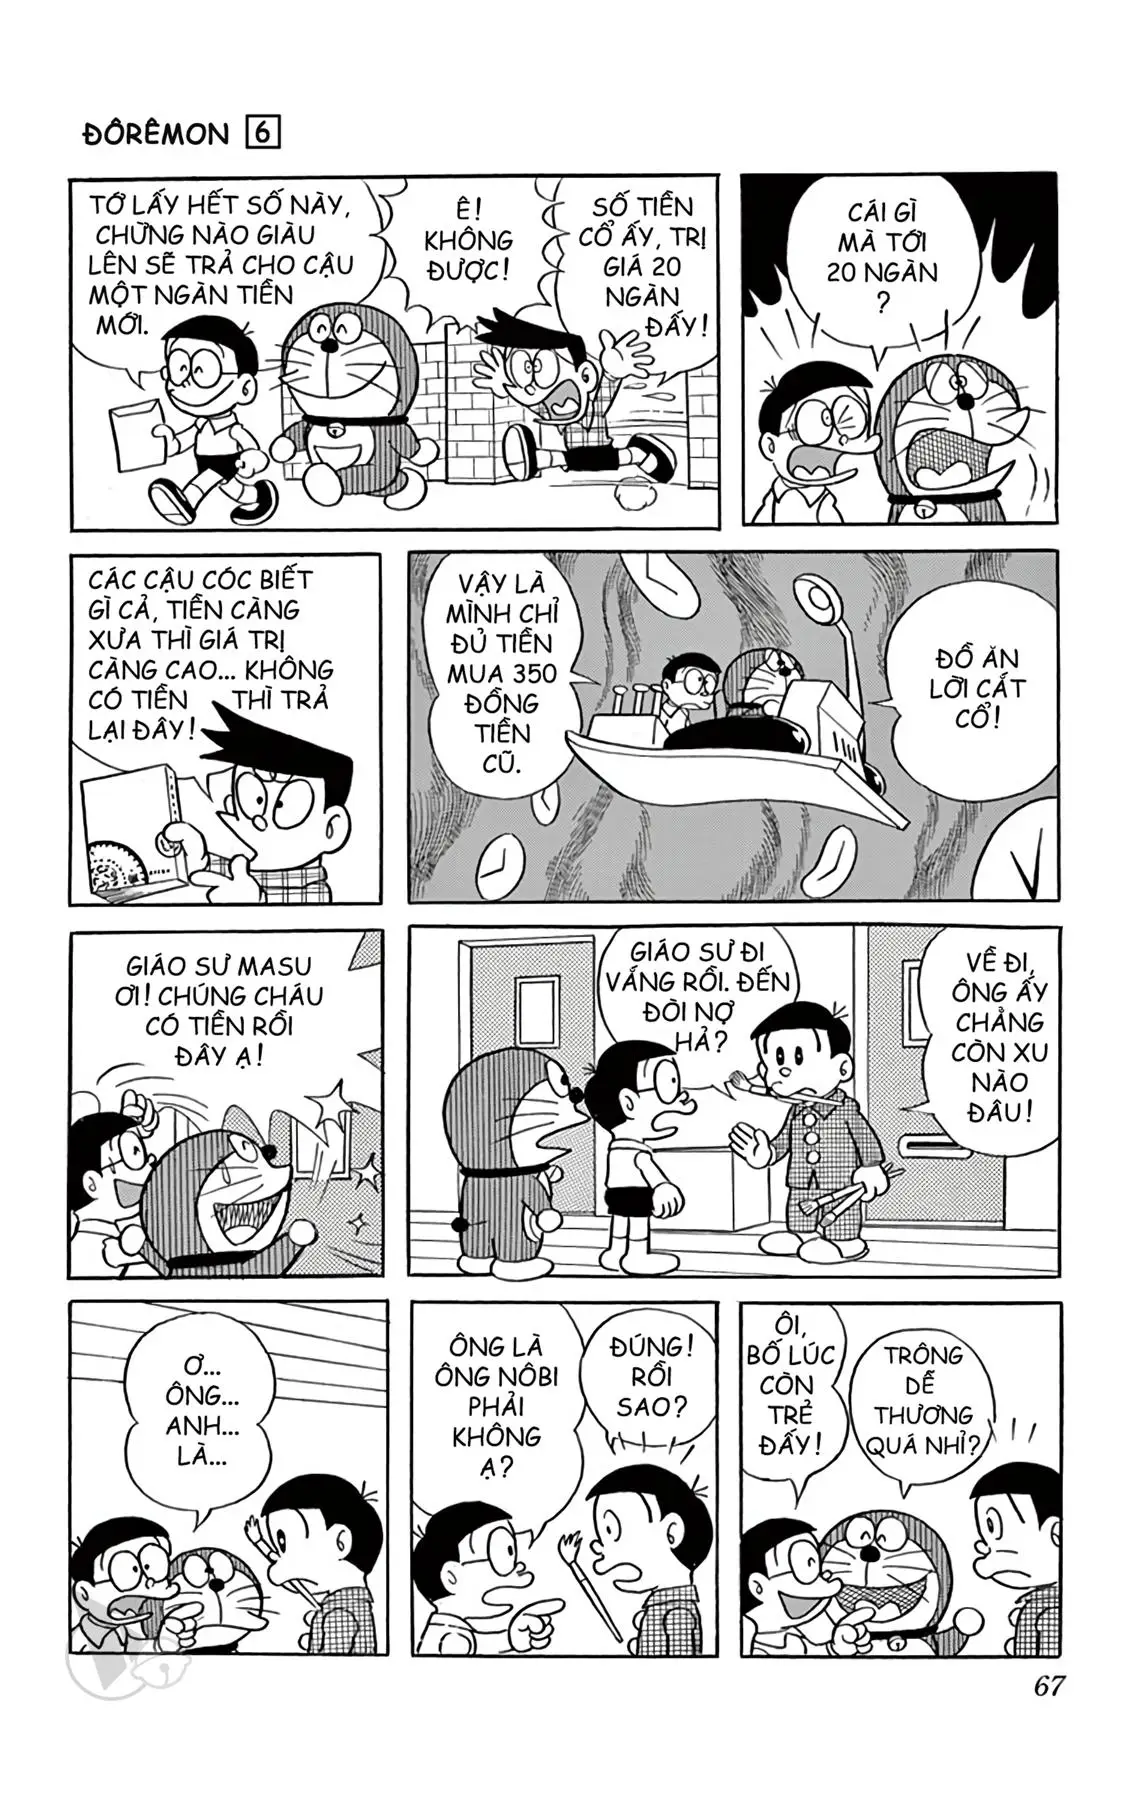 ĐÔRÊMON 6
TỚ LẤY HẾT SỐ NÀY,
CHỪNG NÀO GIÀU
LÊN SẼ TRẢ CHO CẬU
MỘT NGÀN TIỀN
MỚI.
Ê!
KHÔNG
ĐƯỢC!
SỐ TIỀN
CỔ ẤY, TRỊ
GIÁ 20
NGÀN
ĐẤY!
CÁI GÌ
MÀ TỚI
20 NGÀN
?
CÁC CẬU CÓC BIẾT
GÌ CẢ, TIỀN CÀNG
XƯA THÌ GIÁ TRỊ
CÀNG CAO... KHÔNG
CÓ TIỀN THÌ TRẢ
LẠI ĐÂY!
VẬY LÀ
MÌNH CHỈ
ĐỦ TIỀN
MUA 350
ĐỒNG
TIỀN
CŨ.
ĐỒ ĂN
LỜI CẮT
CỔ!
GIÁO SƯ MASU
ƠI! CHÚNG CHÁU
CÓ TIỀN RỒI
ĐÂY Ạ!
GIÁO SƯ ĐI
VẮNG RỒI. ĐẾN
ĐÒI NỢ
HẢ?
VỀ ĐI,
ÔNG ẤY
CHẲNG
CÒN XU
NÀO
ĐÂU!
Ơ...
ÔNG...
ANH...
LÀ...
ÔNG LÀ
ÔNG NÔBI
PHẢI
KHÔNG
Ạ?
ĐÚNG!
RỒI
SAO?
ÔI,
BỐ LÚC
CÒN
TRẺ
ĐẤY!
TRÔNG
DỄ
THƯƠNG
QUÁ NHỈ?
67